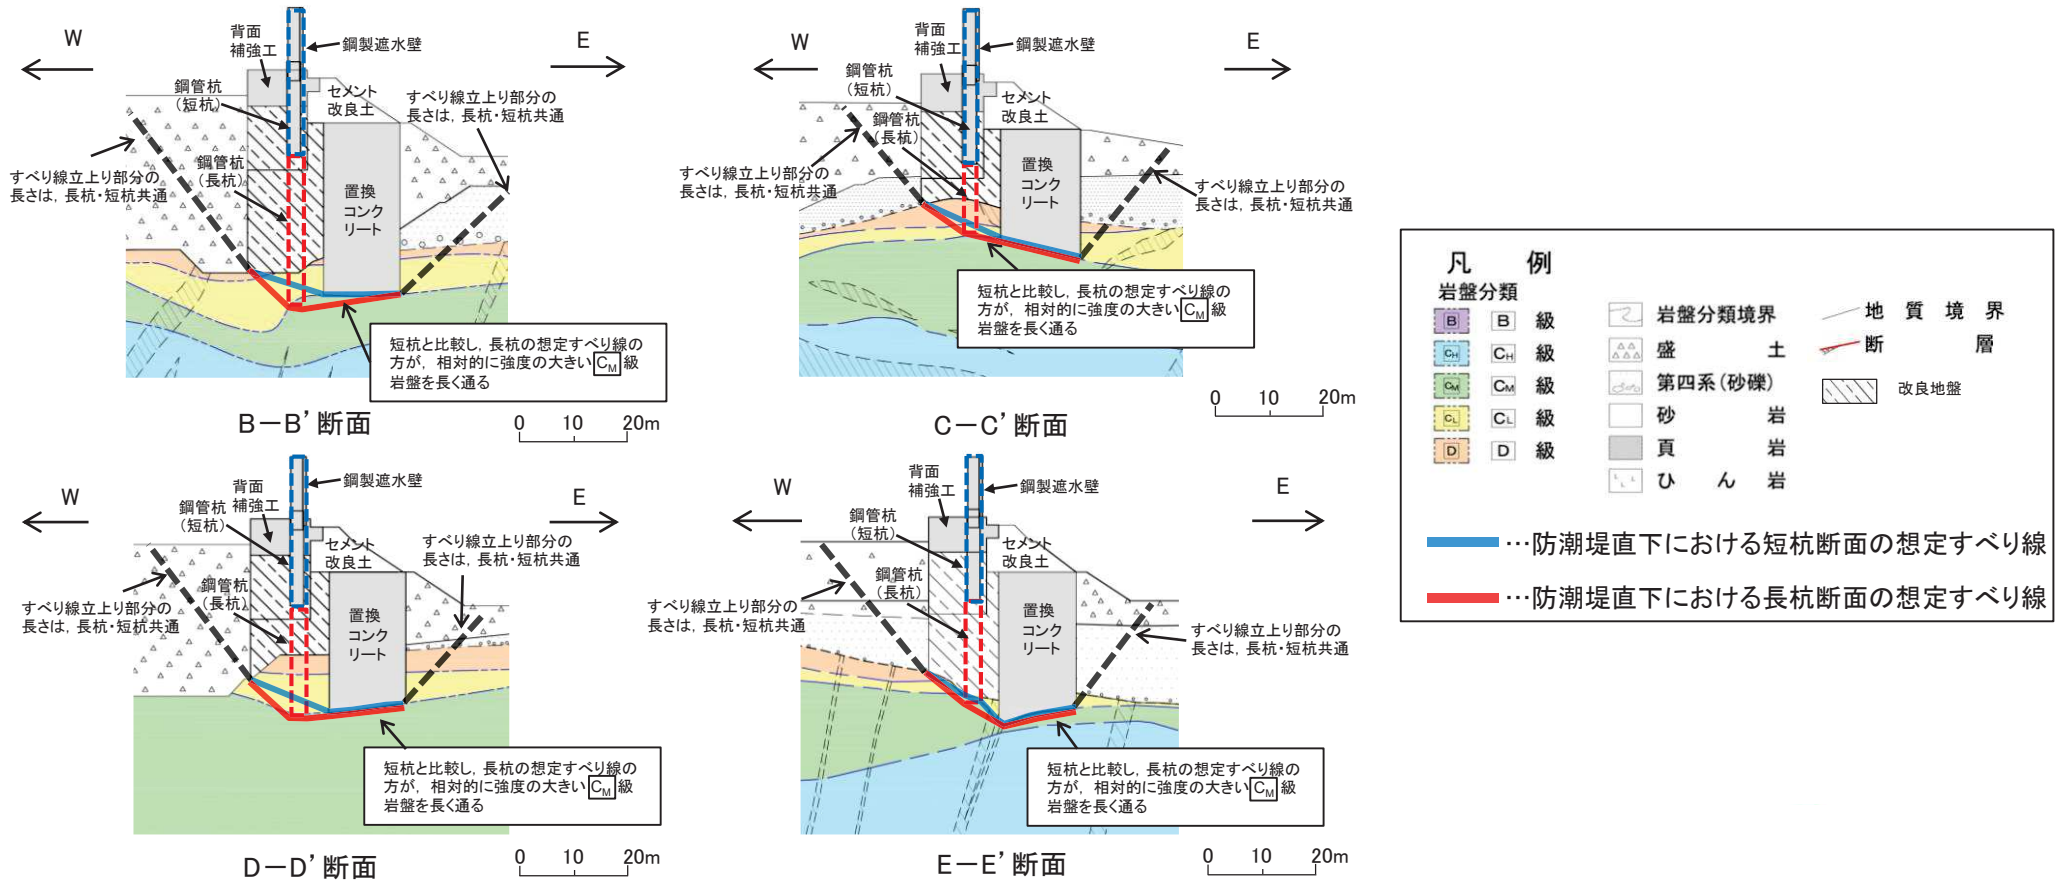 W
E
背面
補強工
鋼製遮水壁
鋼管杭
(短杭)
セメント
改良土
すべり線立上り部分の
長さは,長杭・短杭共通
鋼管杭
(長杭)
すべり線立上り部分の
長さは,長杭・短杭共通
置換
コンク
リート
短杭と比較し,長杭の想定すべり線の
方が,相対的に強度の大きいCM級
岩盤を長く通る
B-B'断面
0 10 20m
W
E
背面
補強工
鋼製遮水壁
鋼管杭
(短杭)
セメント
改良土
鋼管杭
(長杭)
すべり線立上り部分の
長さは,長杭・短杭共通
置換
コンク
リート
すべり線立上り部分の
長さは,長杭・短杭共通
短杭と比較し,長杭の想定すべり線の
方が,相対的に強度の大きいCM級
岩盤を長く通る
C-C'断面
0 10 20m
W
E
背面
補強工
鋼製遮水壁
鋼管杭
(短杭)
セメント
改良土
すべり線立上り部分の
長さは,長杭・短杭共通
鋼管杭
(長杭)
すべり線立上り部分の
長さは,長杭・短杭共通
置換
コンク
リート
短杭と比較し,長杭の想定すべり線の
方が,相対的に強度の大きいCM級
岩盤を長く通る
D-D'断面
0 10 20m
W
E
背面
補強工
鋼製遮水壁
鋼管杭
(短杭)
セメント
改良土
鋼管杭
(長杭)
すべり線立上り部分の
長さは,長杭・短杭共通
置換
コンク
リート
すべり線立上り部分の
長さは,長杭・短杭共通
短杭と比較し,長杭の想定すべり線の
方が,相対的に強度の大きいCM級
岩盤を長く通る
E-E'断面
0 10 20m
凡 例
岩盤分類
B B 級
CH CH 級
CM CM 級
CL CL 級
D D 級
岩盤分類境界
盛 土
第四系(砂礫)
砂 岩
頁 岩
ひ ん 岩
地 質 境 界
断 層
改良地盤
…防潮堤直下における短杭断面の想定すべり線
…防潮堤直下における長杭断面の想定すべり線